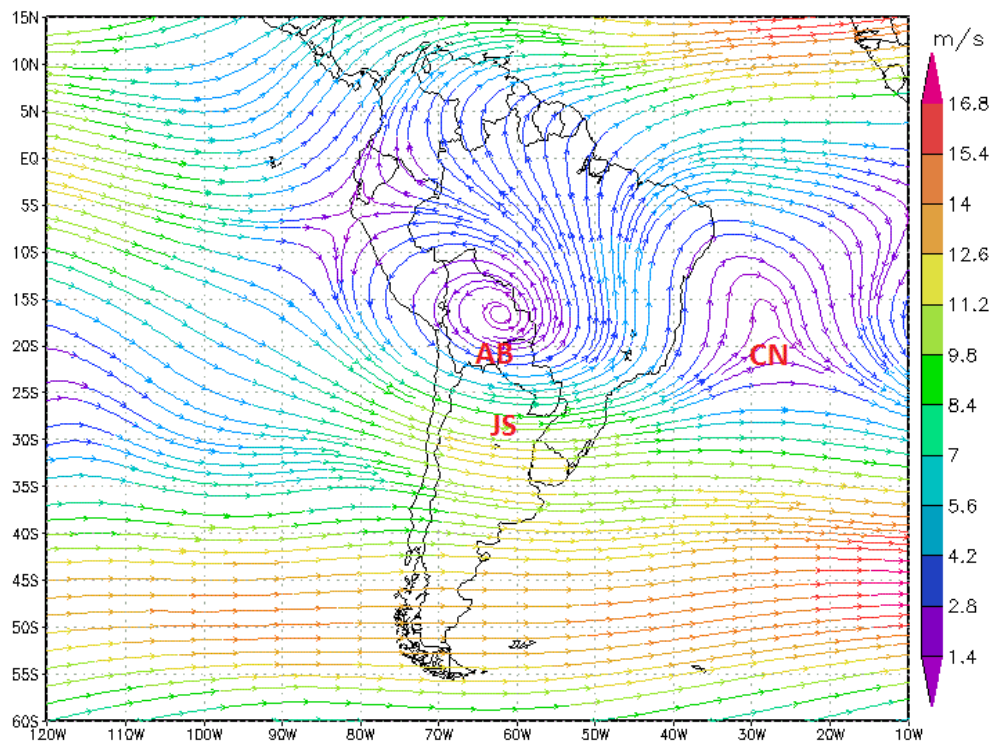 15N
10N
5N
EQ
5S
10S
15S
20S
25S
30S
35S
40S
45S
50S
55S
60S
120W 110W 100W 90W 80W 70W 60W 50W 40W 30W 20W 10W
AB
CN
JS
m/s
16.8
15.4
14
12.6
11.2
9.8
8.4
7
5.6
4.2
2.8
1.4